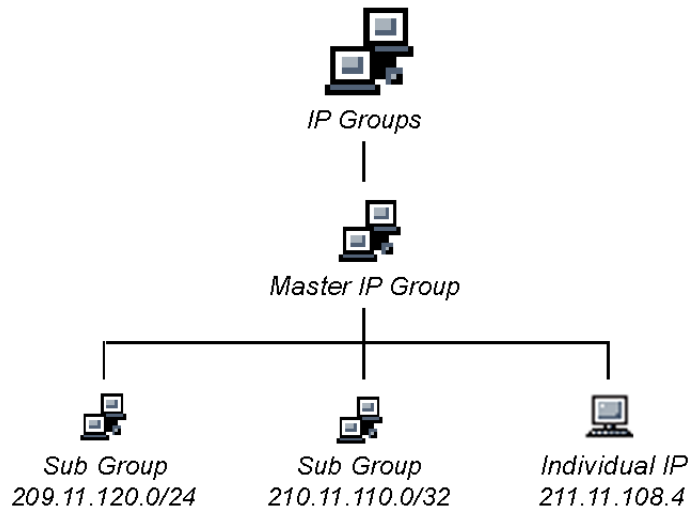 IP Groups
Master IP Group
Sub Group
209.11.120.0/24
Sub Group
210.11.110.0/32
Individual IP
211.11.108.4